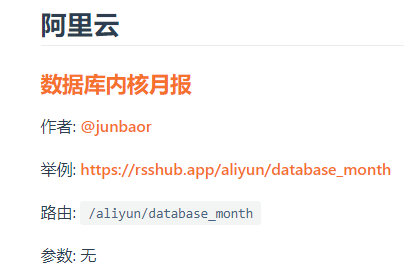 阿里云
数据库内核月报
作者: @junbaor
举例: https://rsshub.app/aliyun/database_month
路由: /aliyun/database_month
参数: 无